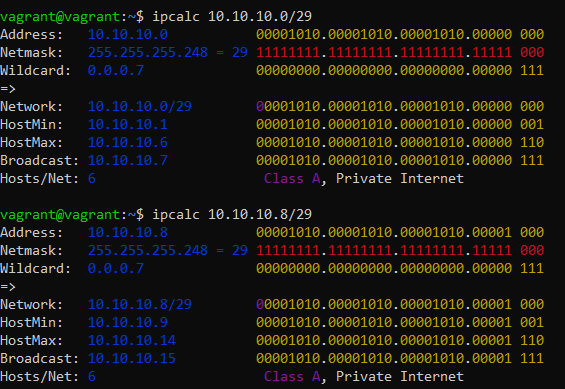 vagrant@vagrant:~$ ipcalc 10.10.10.0/29
Address:   10.10.10.0            00001010.00001010.00001010.00000 000
Netmask:   255.255.255.248 = 29  11111111.11111111.11111111.11111 000
Wildcard:  0.0.0.7               00000000.00000000.00000000.00000 111
=>
Network:   10.10.10.0/29         00001010.00001010.00001010.00000 000
HostMin:   10.10.10.1            00001010.00001010.00001010.00000 001
HostMax:   10.10.10.6            00001010.00001010.00001010.00000 110
Broadcast: 10.10.10.7            00001010.00001010.00001010.00000 111
Hosts/Net: 6                      Class A, Private Internet
vagrant@vagrant:~$ ipcalc 10.10.10.8/29
Address:   10.10.10.8            00001010.00001010.00001010.00001 000
Netmask:   255.255.255.248 = 29  11111111.11111111.11111111.11111 000
Wildcard:  0.0.0.7               00000000.00000000.00000000.00000 111
=>
Network:   10.10.10.8/29         00001010.00001010.00001010.00001 000
HostMin:   10.10.10.9            00001010.00001010.00001010.00001 001
HostMax:   10.10.10.14           00001010.00001010.00001010.00001 110
Broadcast: 10.10.10.15           00001010.00001010.00001010.00001 111
Hosts/Net: 6                      Class A, Private Internet